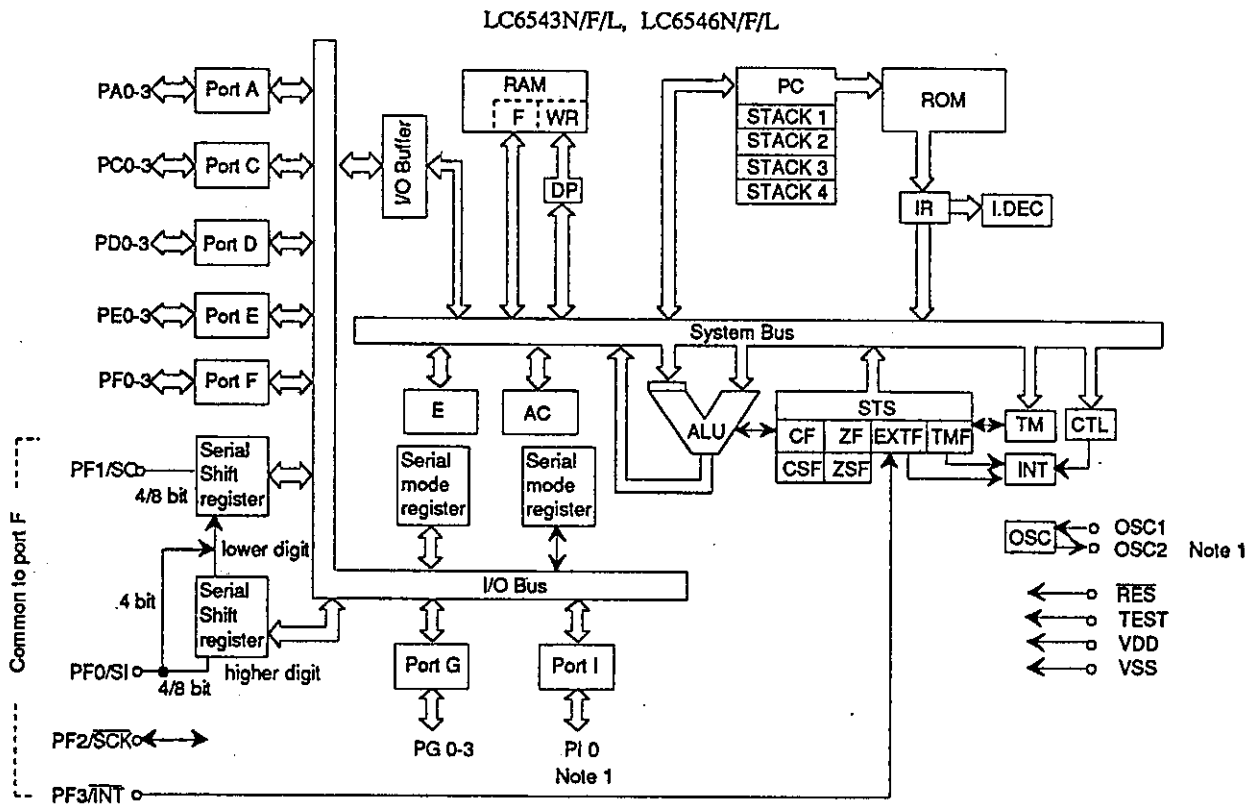 LC6543N/F/L, LC6546N/F/L
PA0-3
Port A
PC0-3
Port C
PD0-3
Port D
PE0-3
Port E
PF0-3
Port F
I/O Buffer
RAM
F
WR
DP
PC
STACK 1
STACK 2
STACK 3
STACK 4
ROM
IR
I.DEC
System Bus
E
AC
ALU
STS
CF
ZF
EXTF
TMF
CSF
ZSF
TM
CTL
INT
Common to port F
PF1/SO
4/8 bit
Serial
Shift
register
lower digit
.4 bit
Serial
Shift
register
higher digit
PF0/SI
4/8 bit
PF2/SCK
PF3/INT
Serial
mode
register
Serial
mode
register
I/O Bus
Port G
Port I
PG 0-3
PI 0
Note 1
OSC
OSC1
OSC2 Note 1
RES
TEST
VDD
VSS